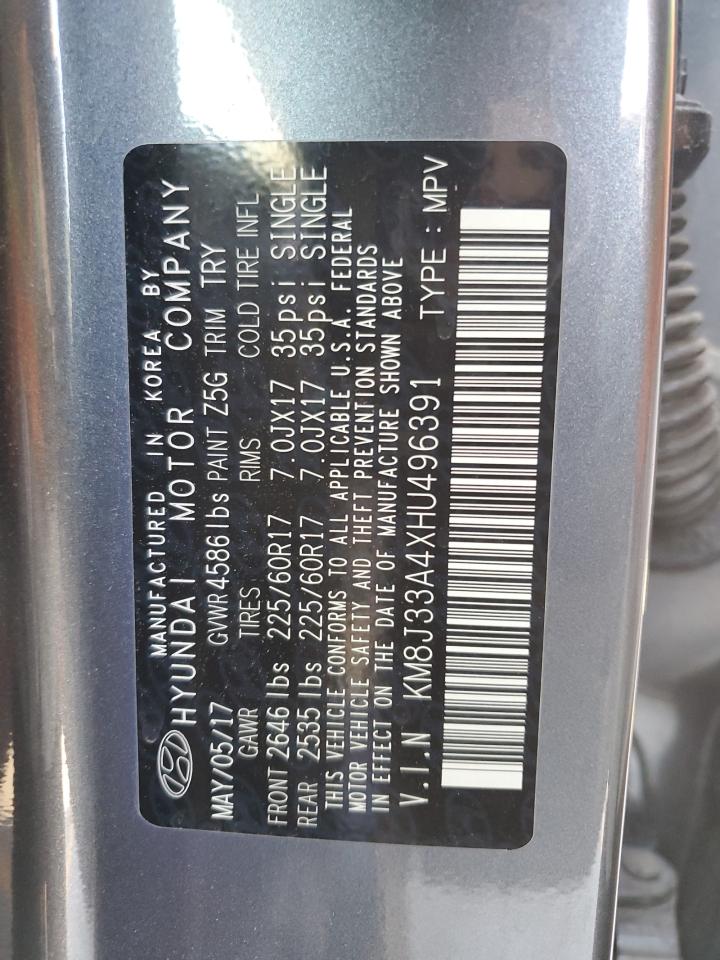 MANUFACTURED IN KOREA BY
HYUNDAI MOTOR COMPANY
MAY/05/17 GVWR 4586 lbs PAINT Z5G TRIM TRY
GAWR TIRES RIMS COLD TIRE INFL
FRONT 2646 lbs 225/60R17 7.0JX17 35psi SINGLE
REAR 2535 lbs 225/60R17 7.0JX17 35psi SINGLE
THIS VEHICLE CONFORMS TO ALL APPLICABLE U.S.A. FEDERAL
MOTOR VEHICLE SAFETY AND THEFT PREVENTION STANDARDS
IN EFFECT ON THE DATE OF MANUFACTURE SHOWN ABOVE
V.I.N KM8J33A4XHU496391 TYPE : MPV